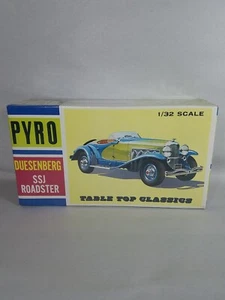 1/32 SCALE
PYRO
DUESENBERG
SSJ
ROADSTER
TABLE TOP CLASSICS